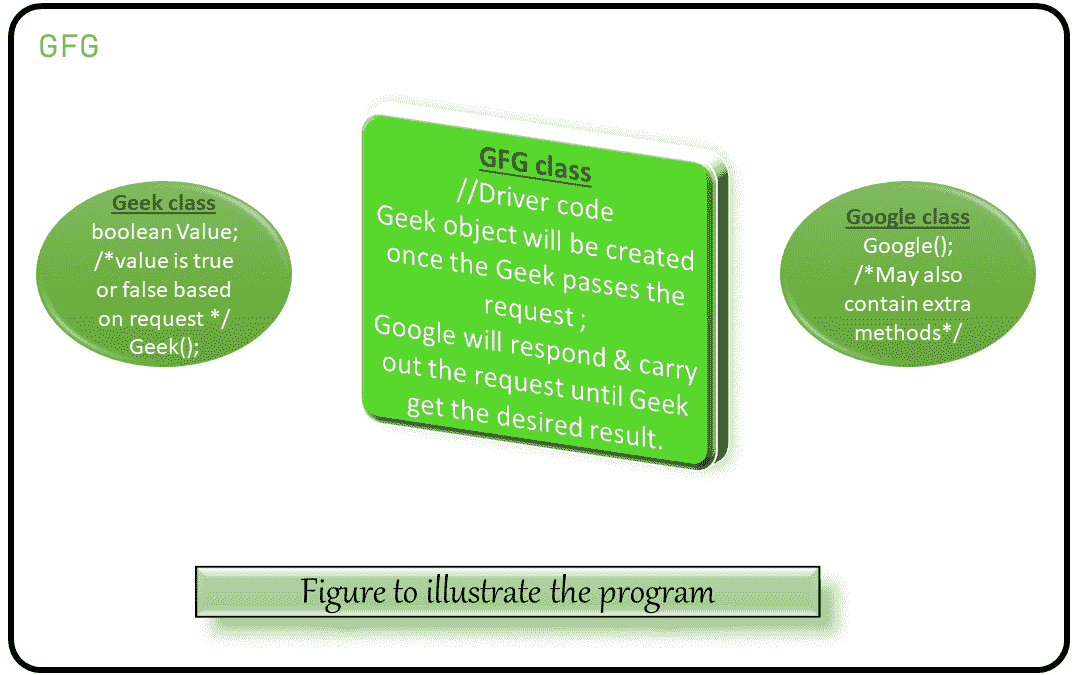 GFG
Geek class
boolean Value;
/*value is true
or false based
on request */
Geek();
GFG class
//Driver code
Geek object will be created
once the Geek passes the
request ;
Google will respond & carry
out the request until Geek
get the desired result.
Google class
Google();
/*May also
contain extra
methods*/
Figure to illustrate the program